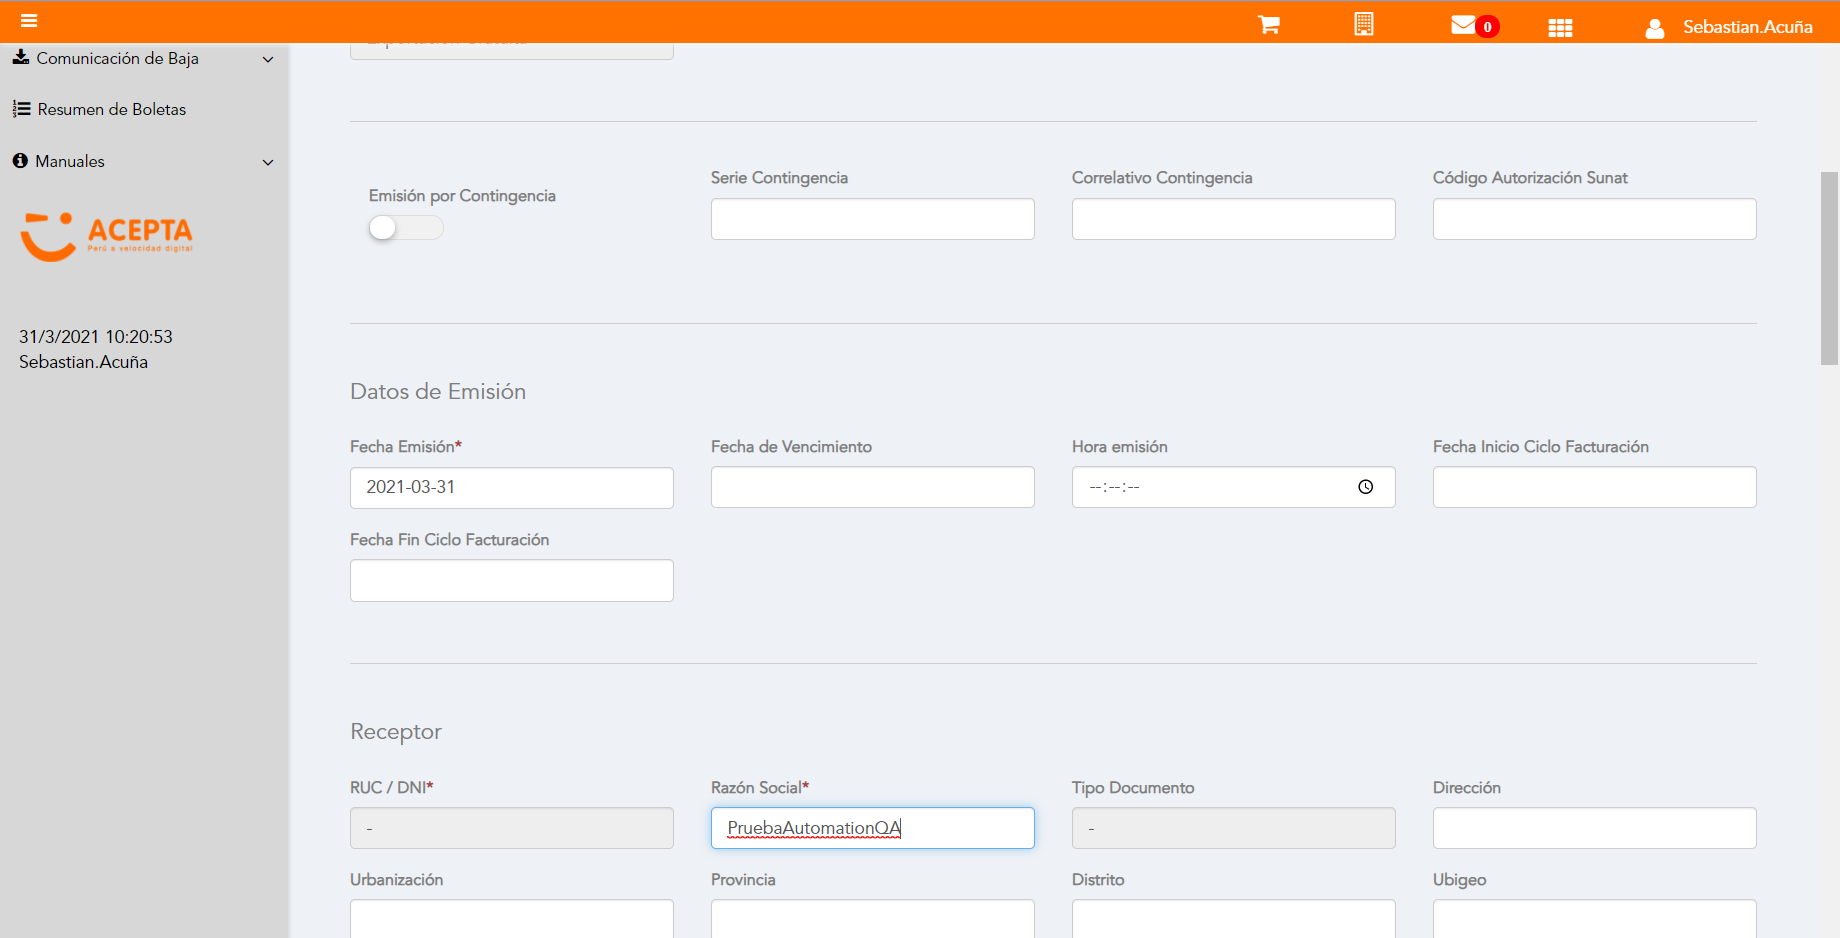 0
Sebastian.Acuña
Comunicación de Baja
Resumen de Boletas
Manuales
ACEPTA
Perú a velocidad digital
31/3/2021 10:20:53
Sebastian.Acuña
Emisión por Contingencia
Serie Contingencia
Correlativo Contingencia
Código Autorización Sunat
Datos de Emisión
Fecha Emisión*
Fecha de Vencimiento
Hora emisión
Fecha Inicio Ciclo Facturación
2021-03-31
--:--:--
Fecha Fin Ciclo Facturación
Receptor
RUC / DNI*
Razón Social*
Tipo Documento
Dirección
-
PruebaAutomationQA
-
Urbanización
Provincia
Distrito
Ubigeo